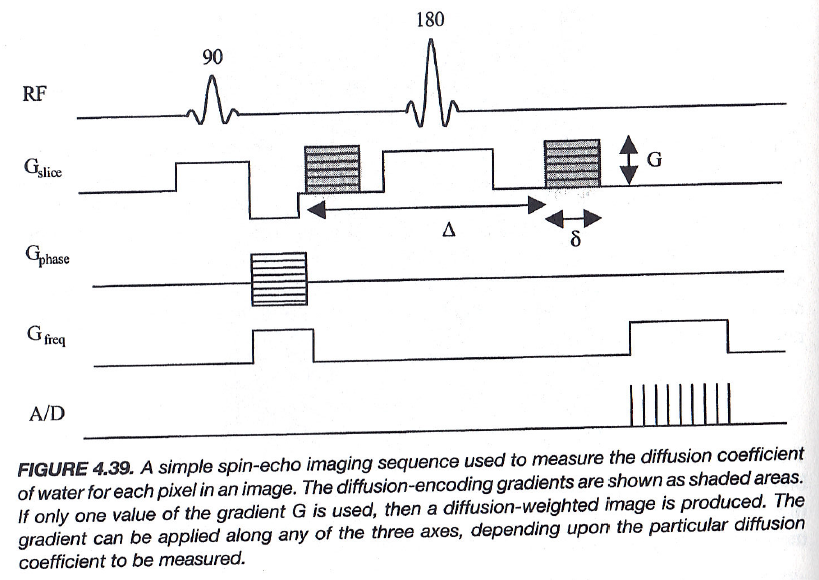 180
90
RF
Gslice
G
Δ
δ
Gphase
G freq
A/D
FIGURE 4.39. A simple spin-echo imaging sequence used to measure the diffusion coefficient
of water for each pixel in an image. The diffusion-encoding gradients are shown as shaded areas.
If only one value of the gradient G is used, then a diffusion-weighted image is produced. The
gradient can be applied along any of the three axes, depending upon the particular diffusion
coefficient to be measured.